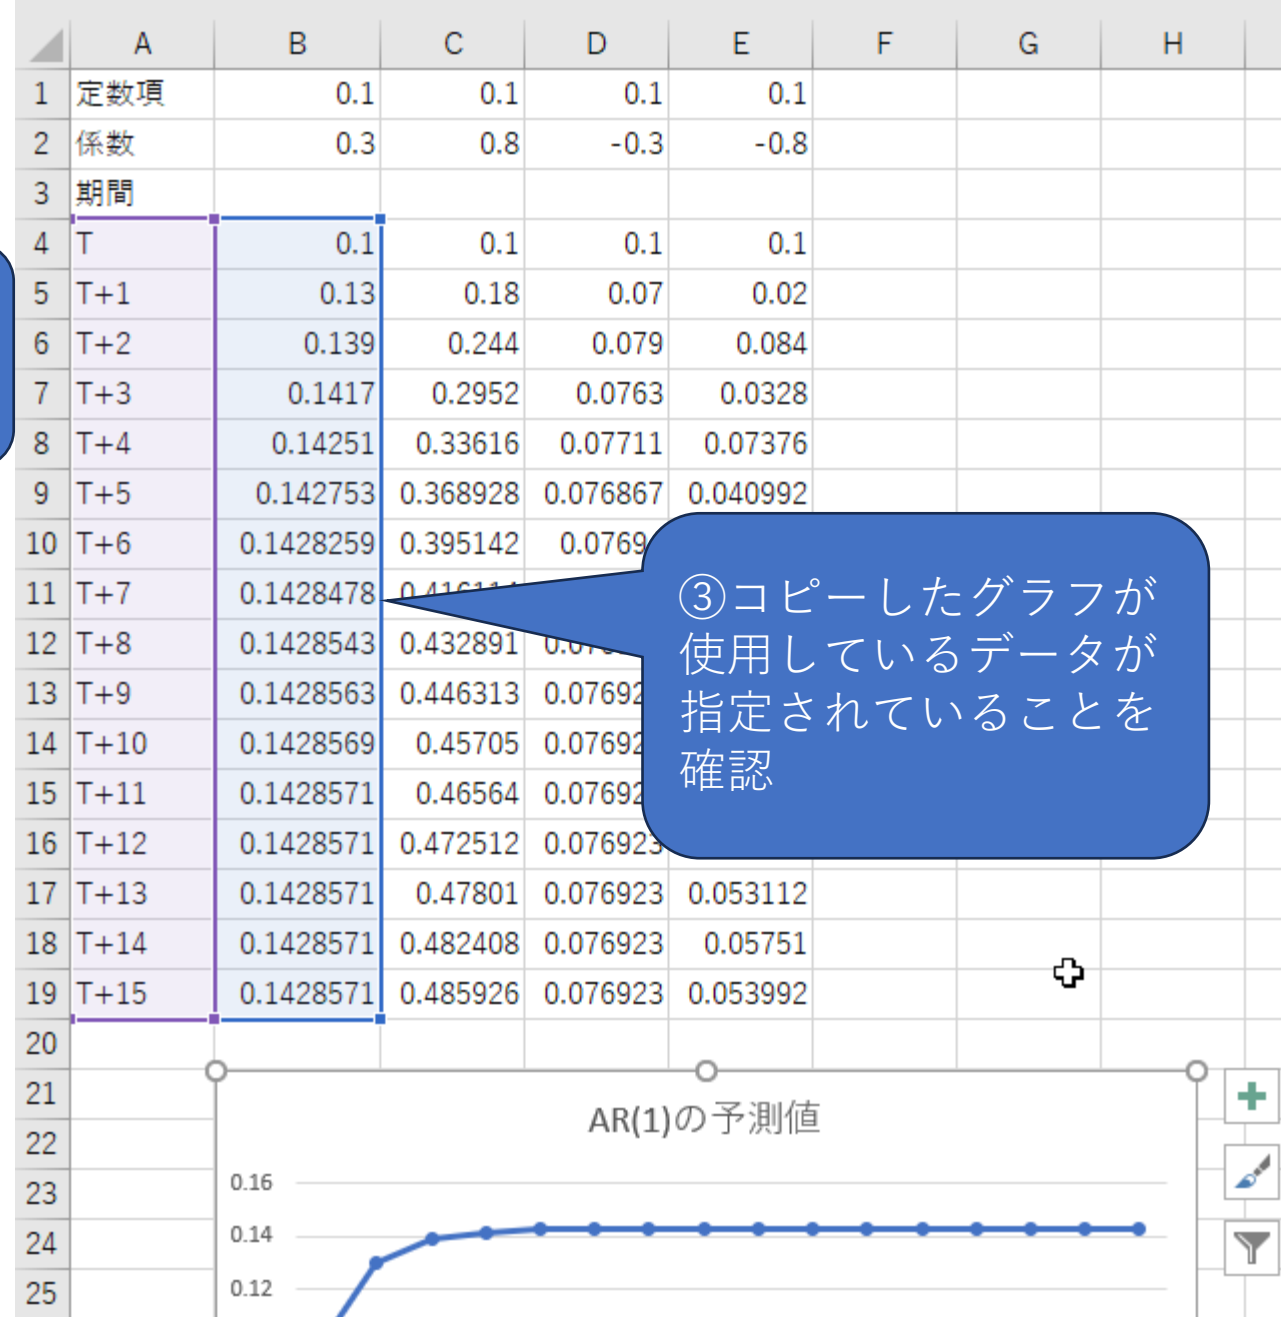 A B C D E F G H
1 定数項 0.1 0.1 0.1 0.1
2 係数 0.3 0.8 -0.3 -0.8
3 期間
4 T 0.1 0.1 0.1 0.1
5 T+1 0.13 0.18 0.07 0.02
6 T+2 0.139 0.244 0.079 0.084
7 T+3 0.1417 0.2952 0.0763 0.0328
8 T+4 0.14251 0.33616 0.07711 0.07376
9 T+5 0.142753 0.368928 0.076867 0.040992
10 T+6 0.1428259 0.395142 0.0769
11 T+7 0.1428478
12 T+8 0.1428543 0.432891
13 T+9 0.1428563 0.446313 0.07692
14 T+10 0.1428569 0.45705 0.07692
15 T+11 0.1428571 0.46564 0.07692
16 T+12 0.1428571 0.472512 0.076923
17 T+13 0.1428571 0.47801 0.076923 0.053112
18 T+14 0.1428571 0.482408 0.076923 0.05751
19 T+15 0.1428571 0.485926 0.076923 0.053992
③コピーしたグラフが
使用しているデータが
指定されていることを
確認
20
21
22
23
24
25
AR(1)の予測値
0.16
0.14
0.12